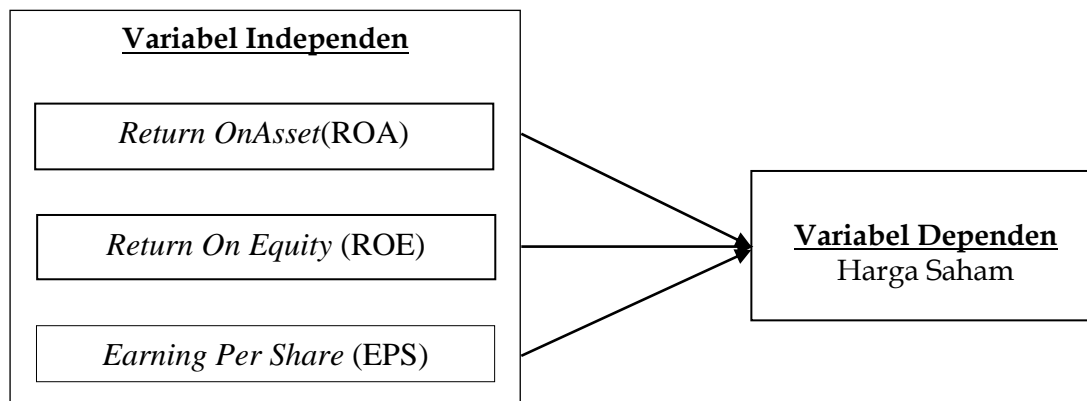 Variabel Independen
Return OnAsset(ROA)
Return On Equity (ROE)
Variabel Dependen
Harga Saham
Earning Per Share (EPS)